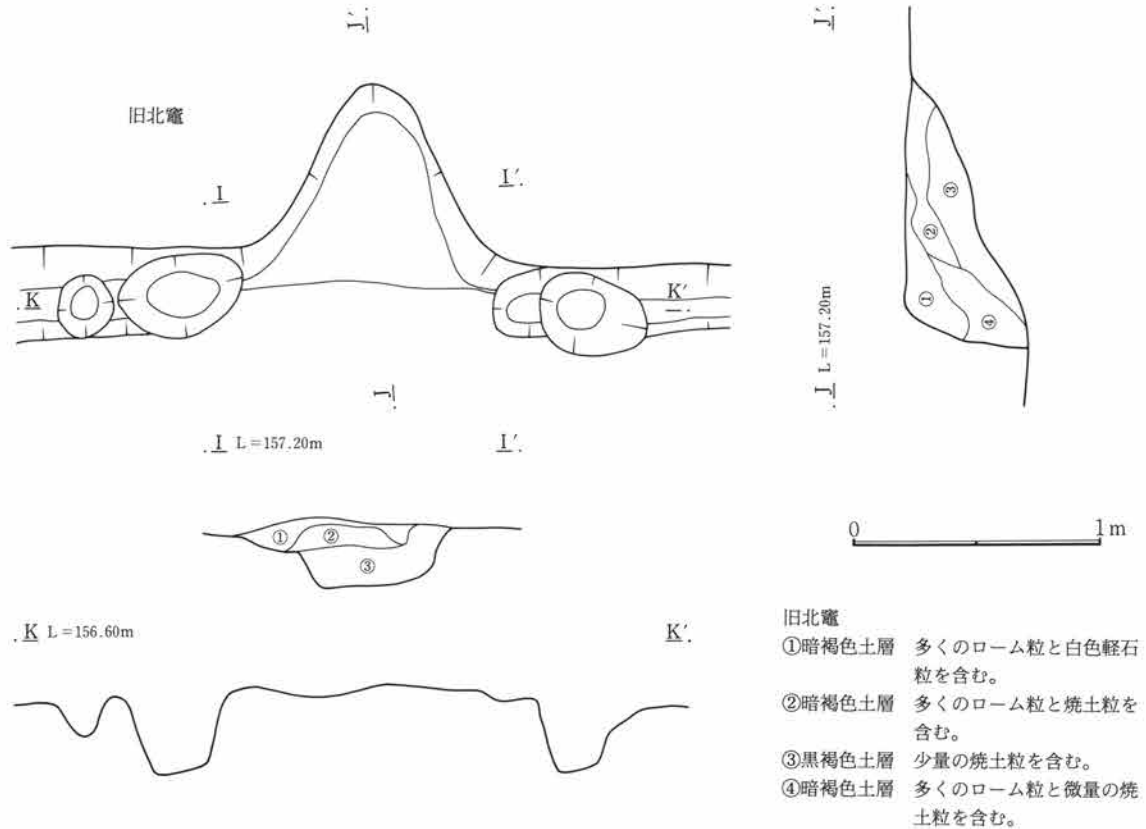 J′.
旧北竈
.I
I′.
.K
K′.
.J
J′.
③
②
①
④
.J L=157.20m
.I L=157.20m
I′.
①
②
③
0
1m
.K L=156.60m
K′.
旧北竈
①暗褐色土層 多くのローム粒と白色軽石
粒を含む。
②暗褐色土層 多くのローム粒と焼土粒を
含む。
③黒褐色土層 少量の焼土粒を含む。
④暗褐色土層 多くのローム粒と微量の焼
土粒を含む。